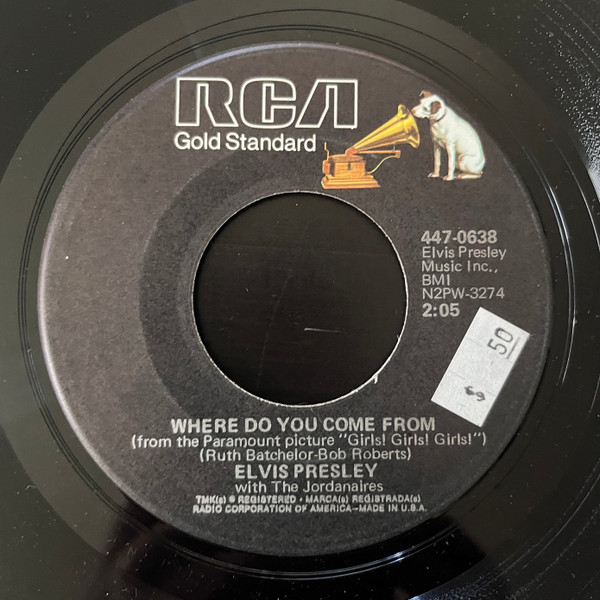 RCA
Gold Standard
447-0638
Elvis Presley
Music Inc.,
BMI
N2PW-3274
2:05
$ 50
WHERE DO YOU COME FROM
(from the Paramount picture "Girls! Girls! Girls!")
(Ruth Batchelor-Bob Roberts)
ELVIS PRESLEY
with The Jordanaires
TMK(s) ® REGISTERED • MARCA(s) REGISTRADA(s)
RADIO CORPORATION OF AMERICA—MADE IN U.S.A.